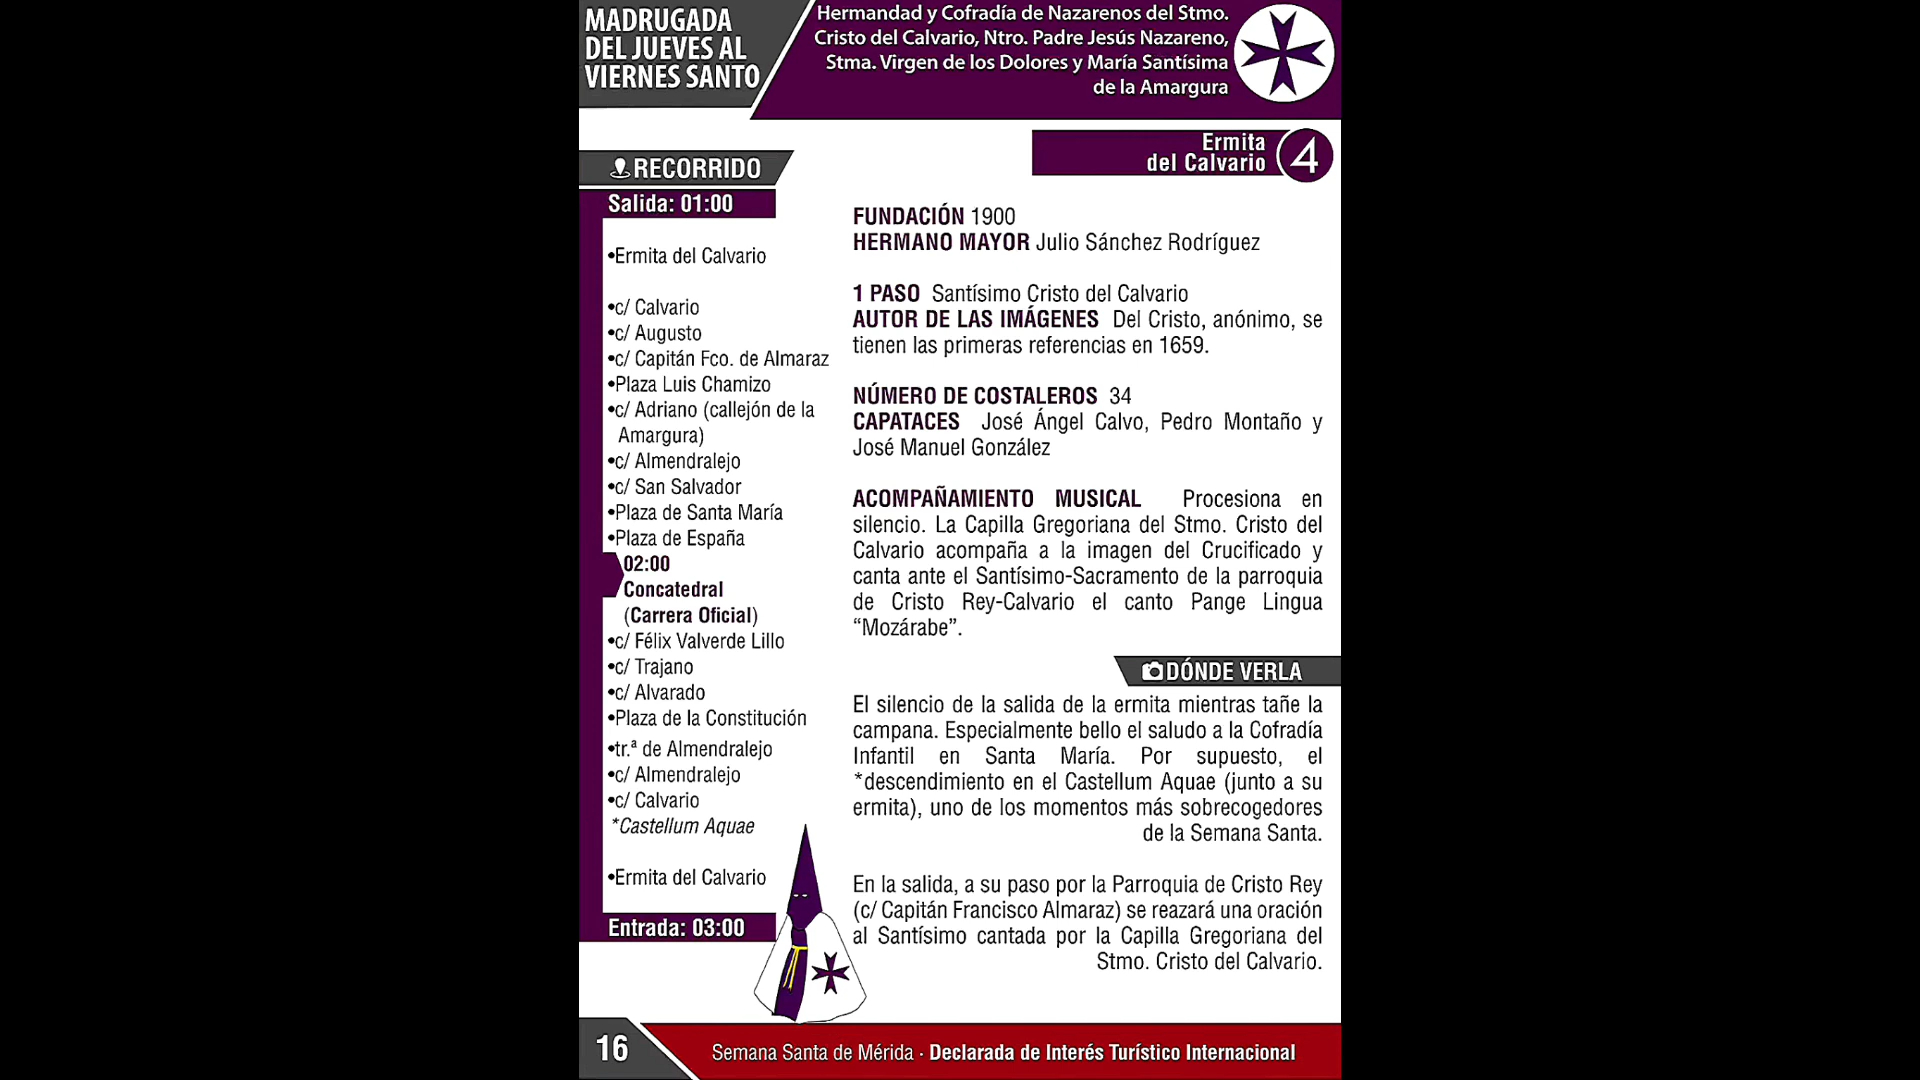 MADRUGADA
DEL JUEVES AL
VIERNES SANTO
Hermandad y Cofradía de Nazarenos del Stmo.
Cristo del Calvario, Ntro. Padre Jesús Nazareno,
Stma. Virgen de los Dolores y María Santísima
de la Amargura
Ermita
del Calvario
4
RECORRIDO
Salida: 01:00
•Ermita del Calvario
•c/ Calvario
•c/ Augusto
•c/ Capitán Fco. de Almaraz
•Plaza Luis Chamizo
•c/ Adriano (callejón de la
Amargura)
•c/ Almendralejo
•c/ San Salvador
•Plaza de Santa María
•Plaza de España
02:00
Concatedral
(Carrera Oficial)
•c/ Félix Valverde Lillo
•c/ Trajano
•c/ Alvarado
•Plaza de la Constitución
•tr.ª de Almendralejo
•c/ Almendralejo
•c/ Calvario
*Castellum Aquae
•Ermita del Calvario
Entrada: 03:00
FUNDACIÓN 1900
HERMANO MAYOR Julio Sánchez Rodríguez
1 PASO Santísimo Cristo del Calvario
AUTOR DE LAS IMÁGENES Del Cristo, anónimo, se
tienen las primeras referencias en 1659.
NÚMERO DE COSTALEROS 34
CAPATACES José Ángel Calvo, Pedro Montaño y
José Manuel González
ACOMPAÑAMIENTO MUSICAL Procesiona en
silencio. La Capilla Gregoriana del Stmo. Cristo del
Calvario acompaña a la imagen del Crucificado y
canta ante el Santísimo-Sacramento de la parroquia
de Cristo Rey-Calvario el canto Pange Lingua
“Mozárabe”.
DÓNDE VERLA
El silencio de la salida de la ermita mientras tañe la
campana. Especialmente bello el saludo a la Cofradía
Infantil en Santa María. Por supuesto, el
*descendimiento en el Castellum Aquae (junto a su
ermita), uno de los momentos más sobrecogedores
de la Semana Santa.
En la salida, a su paso por la Parroquia de Cristo Rey
(c/ Capitán Francisco Almaraz) se reazará una oración
al Santísimo cantada por la Capilla Gregoriana del
Stmo. Cristo del Calvario.
16
Semana Santa de Mérida · Declarada de Interés Turístico Internacional